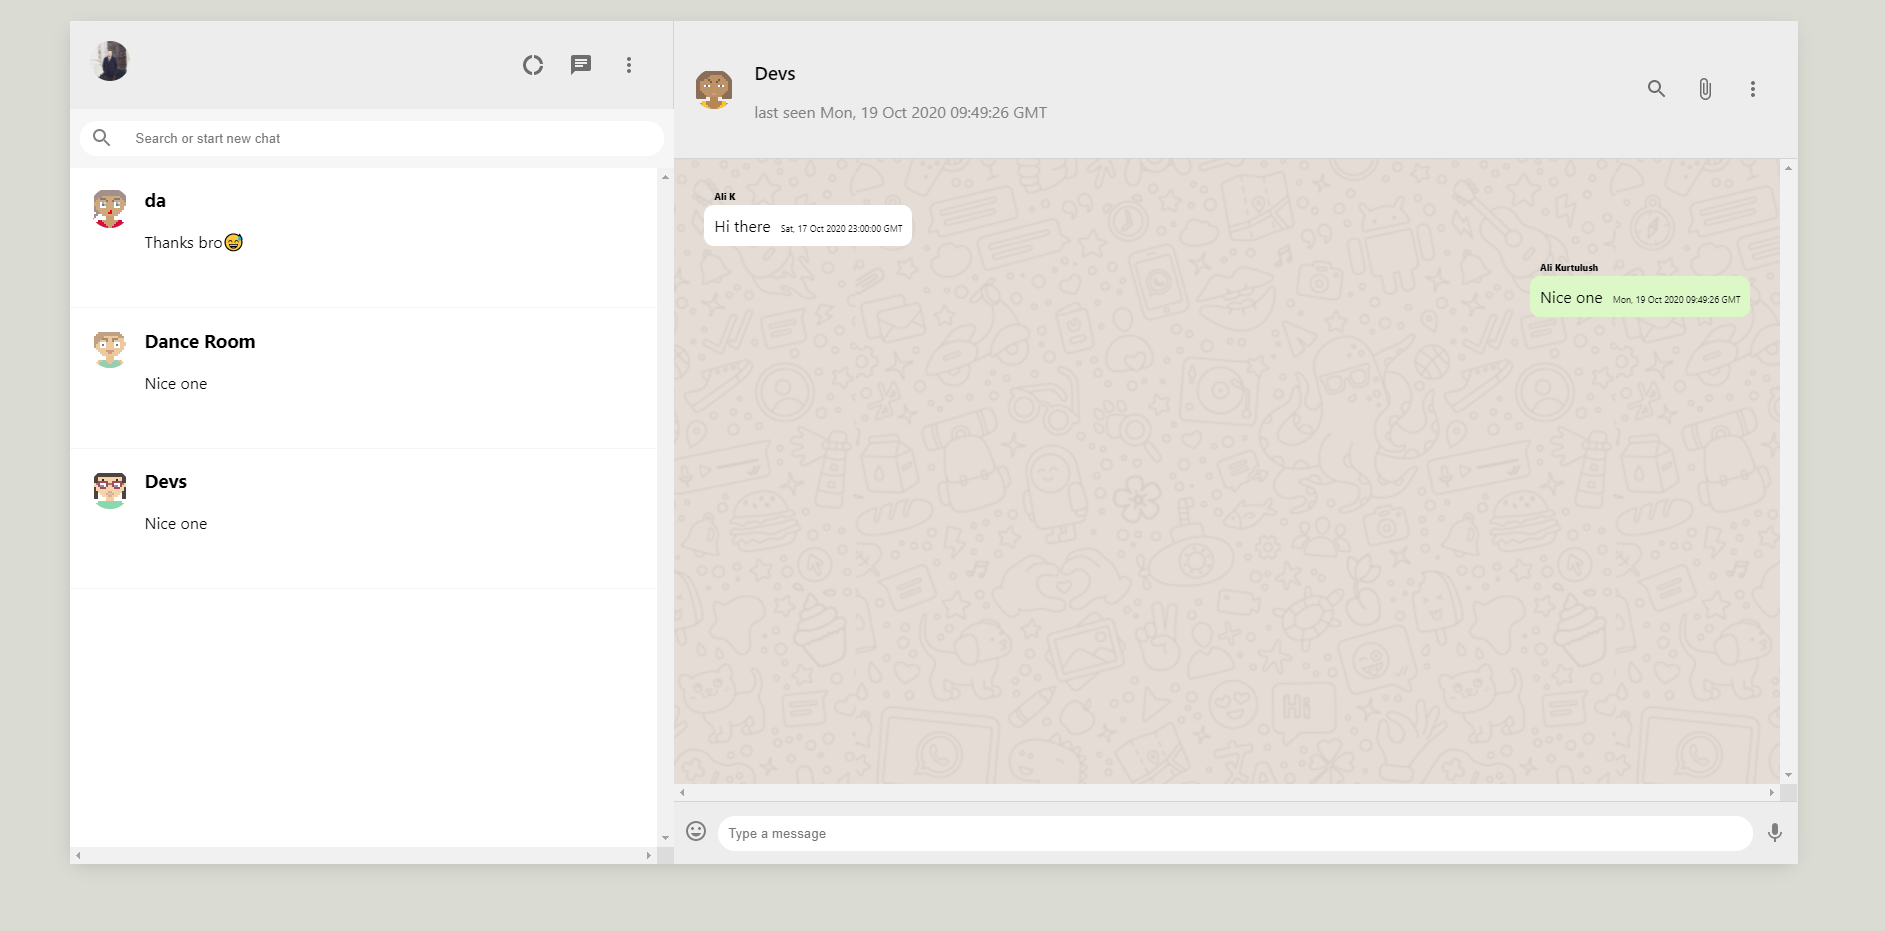 Search or start new chat
da
Thanks bro😅
Dance Room
Nice one
Devs
Nice one
Devs
last seen Mon, 19 Oct 2020 09:49:26 GMT
Ali K
Hi there Sat, 17 Oct 2020 23:00:00 GMT
Ali Kurtulush
Nice one Mon, 19 Oct 2020 09:49:26 GMT
Hi
Type a message